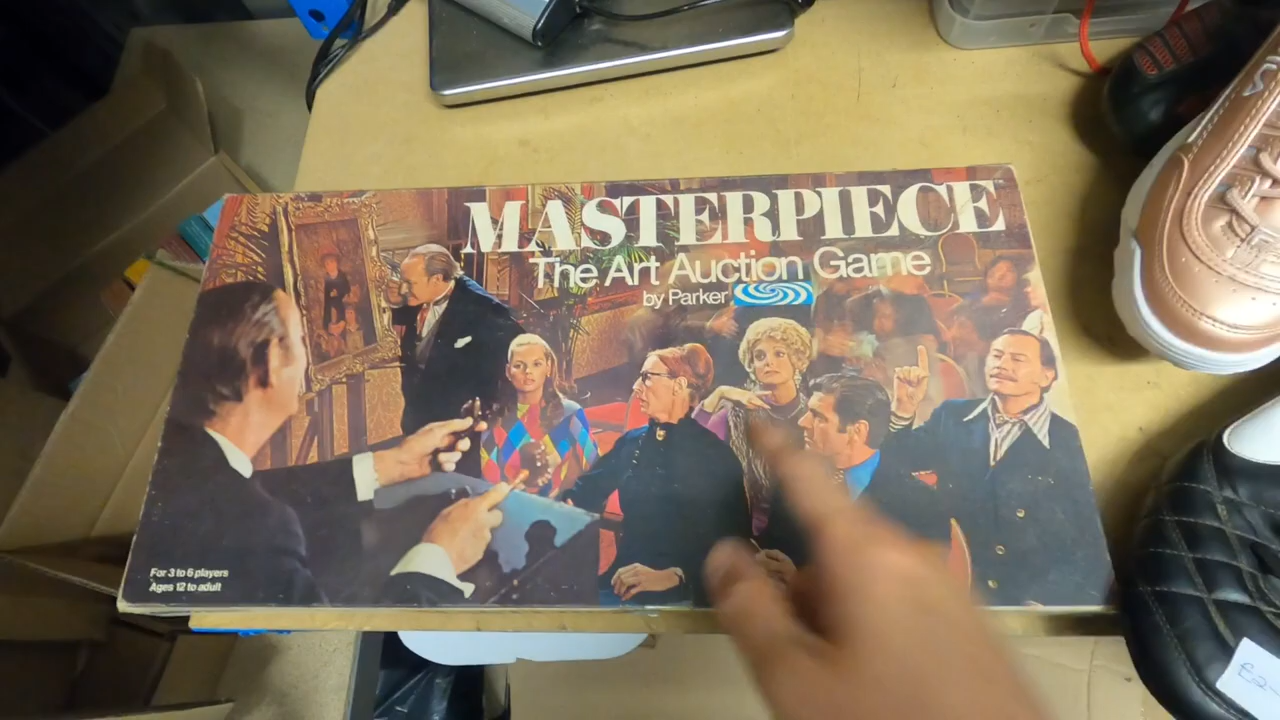 MASTERPIECE
The Art Auction Game
by Parker
For 3 to 6 players
Ages 12 to adult